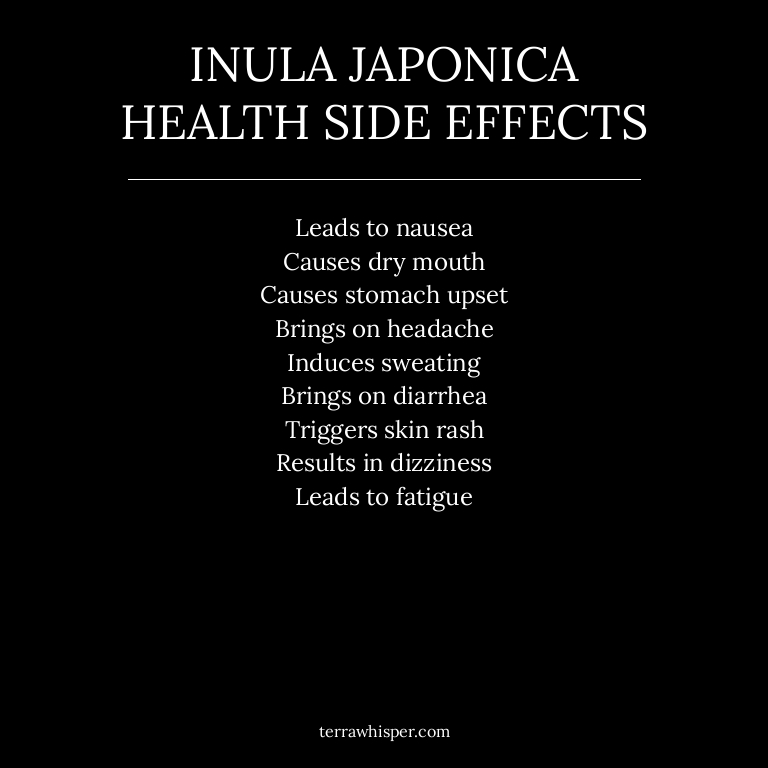 INULA JAPONICA
HEALTH SIDE EFFECTS
Leads to nausea
Causes dry mouth
Causes stomach upset
Brings on headache
Induces sweating
Brings on diarrhea
Triggers skin rash
Results in dizziness
Leads to fatigue
terrawhisper.com